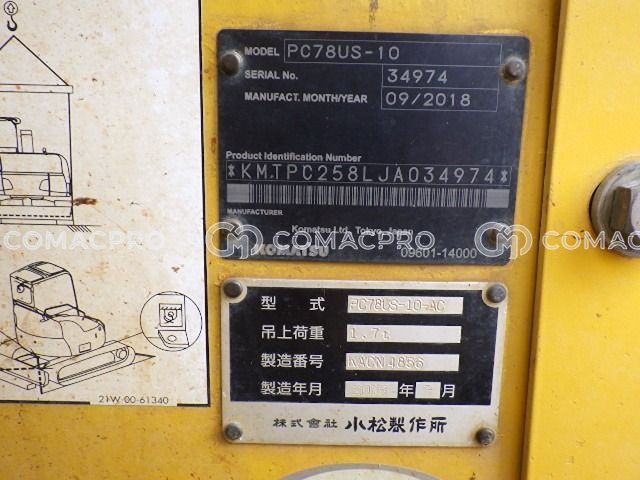 MODEL PC78US-10
SERIAL No. 34974
MANUFACT. MONTH/YEAR 09/2018
Product Identification Number
*KMTPC258LJA034974*
MANUFACTURER
Komatsu Ltd. Tokyo, Japan
KOMATSU 09601-14000
COMACPRO COMACPRO COMACPRO
型式 PC78US-10-AC
吊上荷重 1.7t
製造番号 KACN4856
製造年月 年 月
株式會社 小松製作所
21W-00-61340